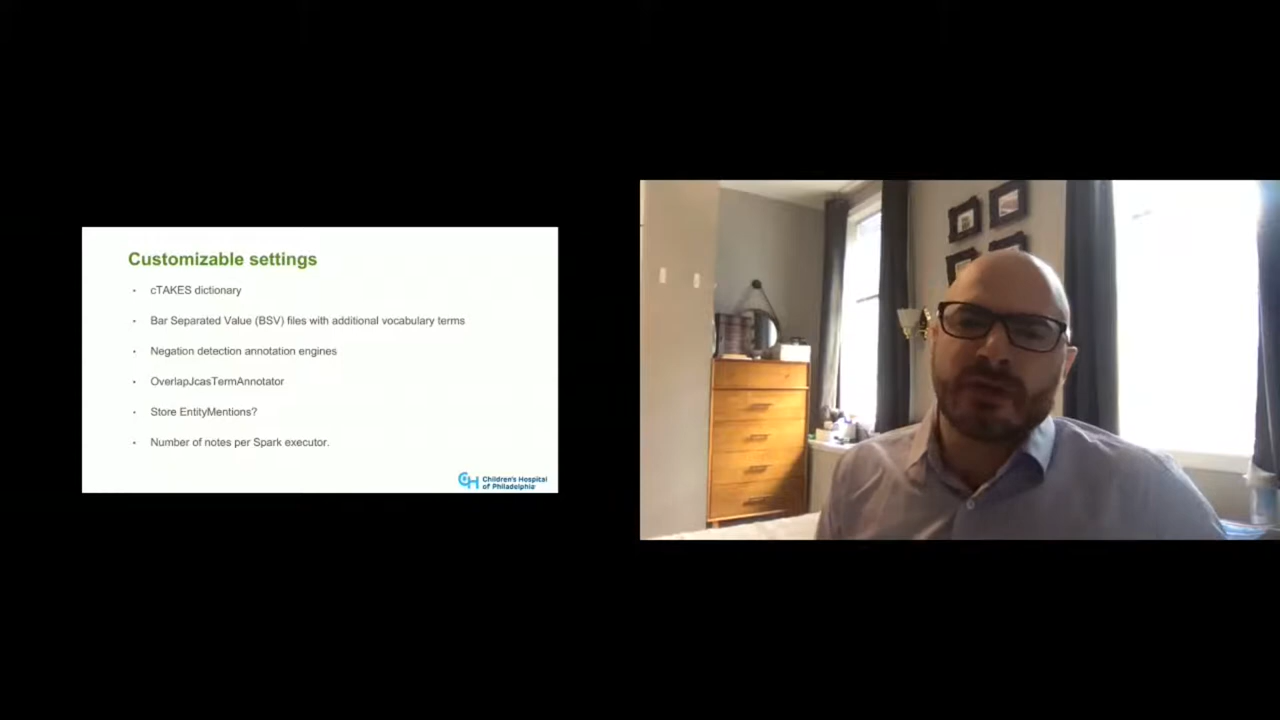 Customizable settings
cTAKES dictionary
Bar Separated Value (BSV) files with additional vocabulary terms
Negation detection annotation engines
OverlapJcasTermAnnotator
Store EntityMentions?
Number of notes per Spark executor.
CH Children's Hospital
of Philadelphia